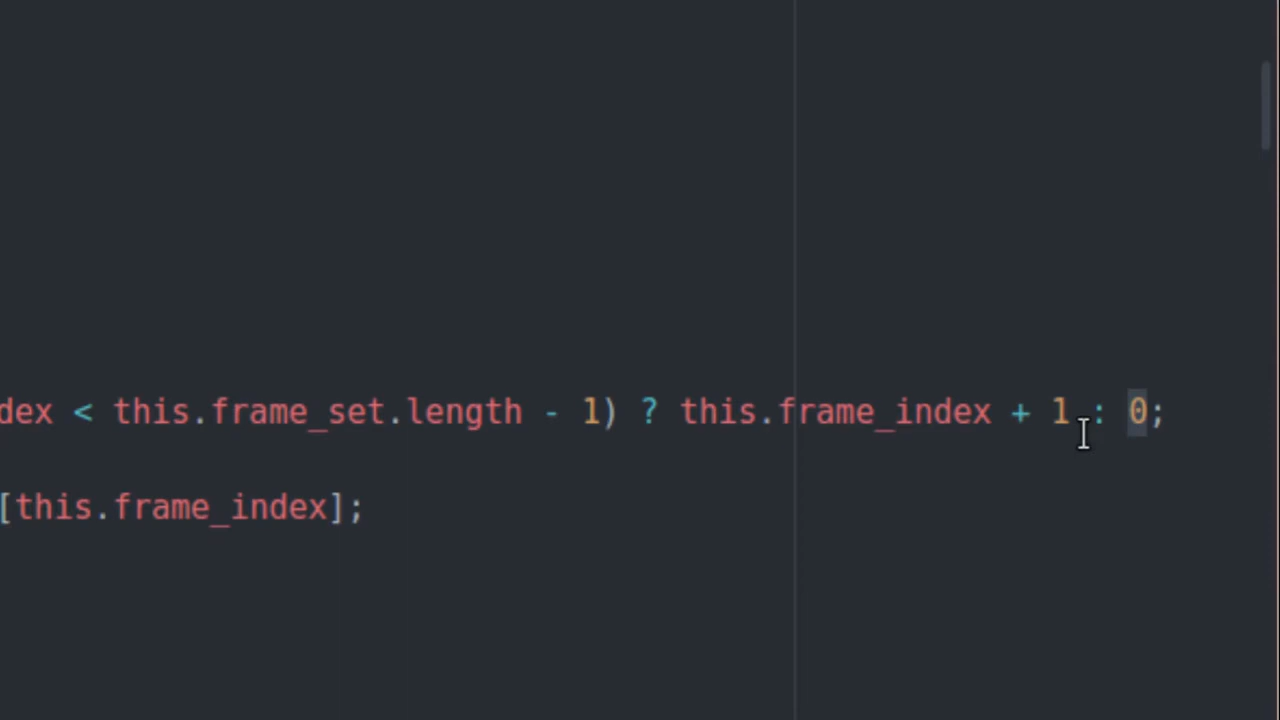 dex < this.frame_set.length - 1) ? this.frame_index + 1 : 0;
[this.frame_index];